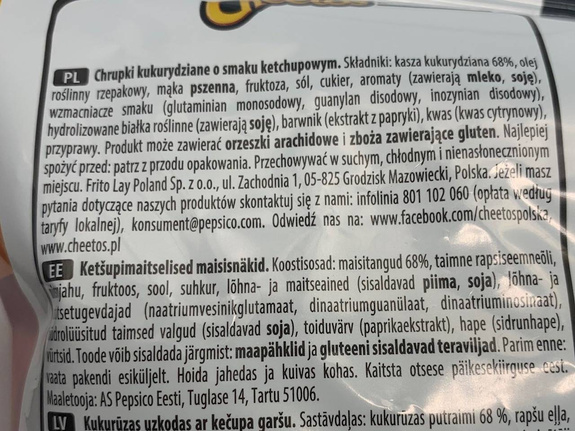 Cheetos
PL Chrupki kukurydziane o smaku ketchupowym. Składniki: kasza kukurydziana 68%, olej
roślinny rzepakowy, mąka pszenna, fruktoza, sól, cukier, aromaty (zawierają mleko, soję),
wzmacniacze smaku (glutaminian monosodowy, guanylan disodowy, inozynian disodowy),
hydrolizowane białka roślinne (zawierają soję), barwnik (ekstrakt z papryki), kwas (kwas cytrynowy),
przyprawy. Produkt może zawierać orzeszki arachidowe i zboża zawierające gluten. Najlepiej
spożyć przed: patrz z przodu opakowania. Przechowywać w suchym, chłodnym i nienasłonecznionym
miejscu. Frito Lay Poland Sp. z o.o., ul. Zachodnia 1, 05-825 Grodzisk Mazowiecki, Polska. Jeżeli masz
pytania dotyczące naszych produktów skontaktuj się z nami: infolinia 801 102 060 (opłata według
taryfy lokalnej), konsument@pepsico.com. Odwiedź nas na: www.facebook.com/cheetospolska,
www.cheetos.pl
EE Ketšupimaitselised maisisnäkid. Koostisosad: maisitangud 68%, taimne rapsiseemneõli,
fruktoos, sool, suhkur, lõhna- ja maitseained (sisaldavad piima, soja), lõhna- ja
(naatriumvesinikglutamaat, dinaatriumguanülaat, dinaatriuminosinaat),
taimsed valgud (sisaldavad soja), toiduvärv (paprikaekstrakt), hape (sidrunhape),
Toode võib sisaldada järgmist: maapähklid ja gluteeni sisaldavad teraviljad. Parim enne:
vaata pakendi esiküljelt. Hoida jahedas ja kuivas kohas. Kaitsta otsese päikesekiirguse eest.
Maaletooja: AS Pepsico Eesti, Tuglase 14, Tartu 51006.
LV Kukurūzas uzkodas ar kečupa garšu. Sastāvdaļas: kukurūzas putraimi 68 %, rapšu eļļa,